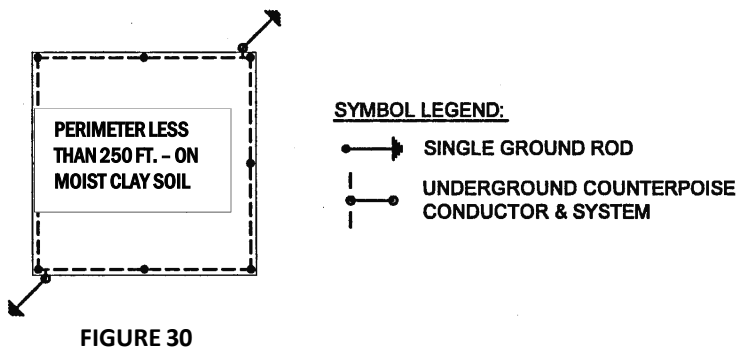 PERIMETER LESS
THAN 250 FT. – ON
MOIST CLAY SOIL
SYMBOL LEGEND:
SINGLE GROUND ROD
UNDERGROUND COUNTERPOISE
CONDUCTOR & SYSTEM
FIGURE 30